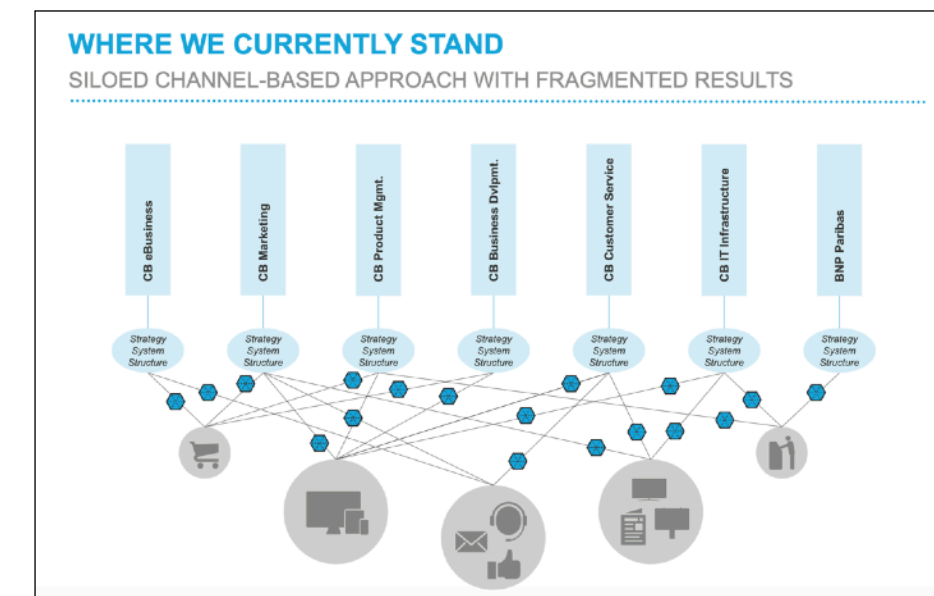 WHERE WE CURRENTLY STAND
SILOED CHANNEL-BASED APPROACH WITH FRAGMENTED RESULTS
CB eBusiness
CB Marketing
CB Product Mgmt.
CB Business Dvlpmt.
CB Customer Service
CB IT Infrastructure
BNP Paribas
Strategy
System
Structure
Strategy
System
Structure
Strategy
System
Structure
Strategy
System
Structure
Strategy
System
Structure
Strategy
System
Structure
Strategy
System
Structure